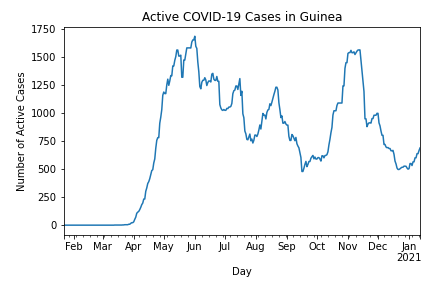 Active COVID-19 Cases in Guinea
1750
1500
1250
1000
750
500
250
0
Number of Active Cases
Feb Mar Apr May Jun Jul Aug Sep Oct Nov Dec Jan
2021
Day